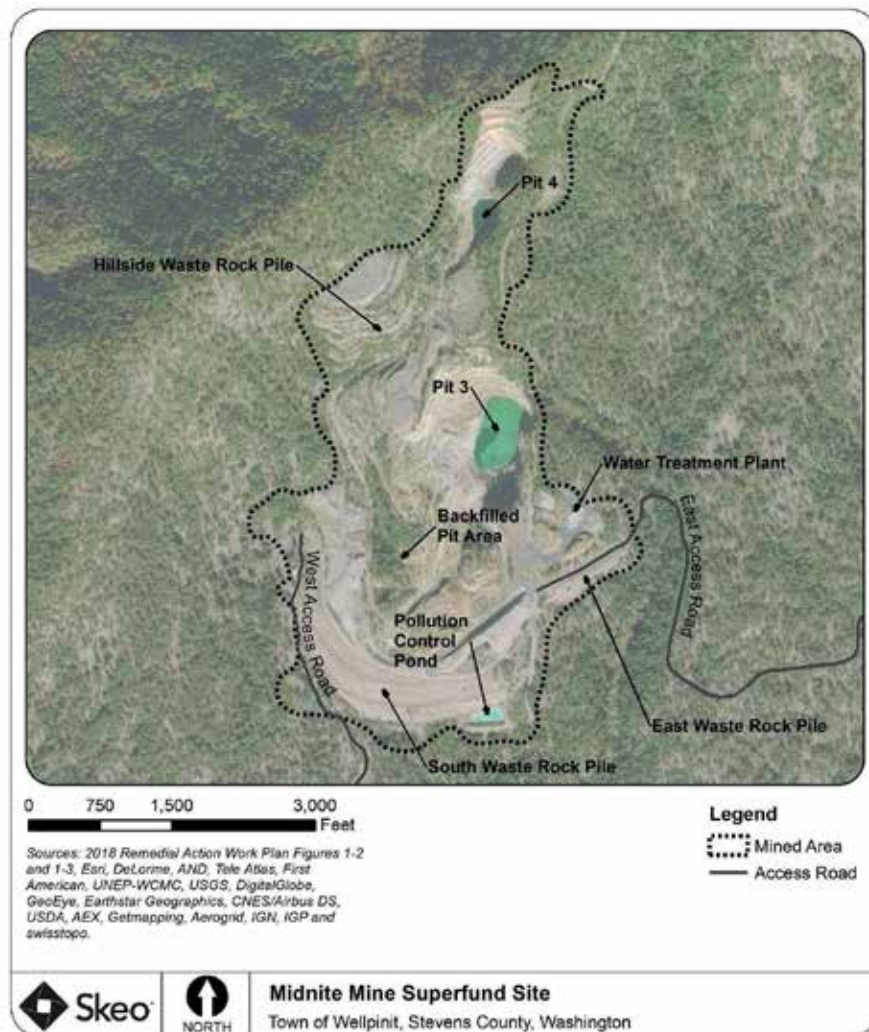 Pit 4
Hillside Waste Rock Pile
Pit 3
Water Treatment Plant
Backfilled
Pit Area
East Access Road
West Access Road
Pollution
Control
Pond
East Waste Rock Pile
South Waste Rock Pile
0 750 1,500 3,000
Feet
Legend
Mined Area
Access Road
Sources: 2018 Remedial Action Work Plan Figures 1-2
and 1-3, Esri, DeLorme, AND, Tele Atlas, First
American, UNEP-WCMC, USGS, DigitalGlobe,
GeoEye, Earthstar Geographics, CNES/Airbus DS,
USDA, AEX, Getmapping, Aerogrid, IGN, IGP and
swisstopo.
Skeo
NORTH
Midnite Mine Superfund Site
Town of Wellpinit, Stevens County, Washington